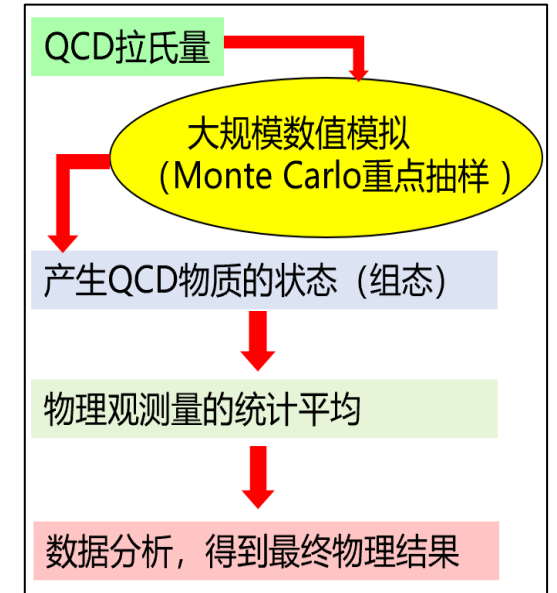 QCD拉氏量
大规模数值模拟
（Monte Carlo重点抽样 ）
产生QCD物质的状态（组态）
物理观测量的统计平均
数据分析，得到最终物理结果